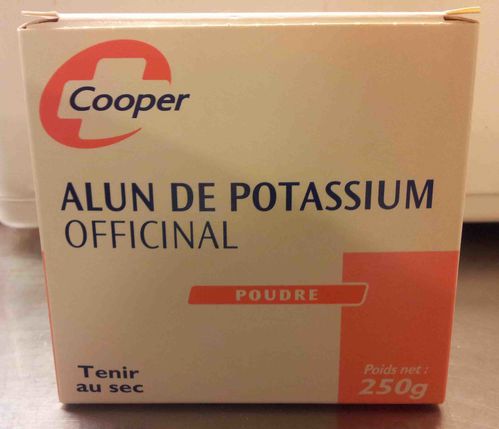 Cooper
ALUN DE POTASSIUM
OFFICINAL
POUDRE
Tenir
au sec
Poids net :
250g